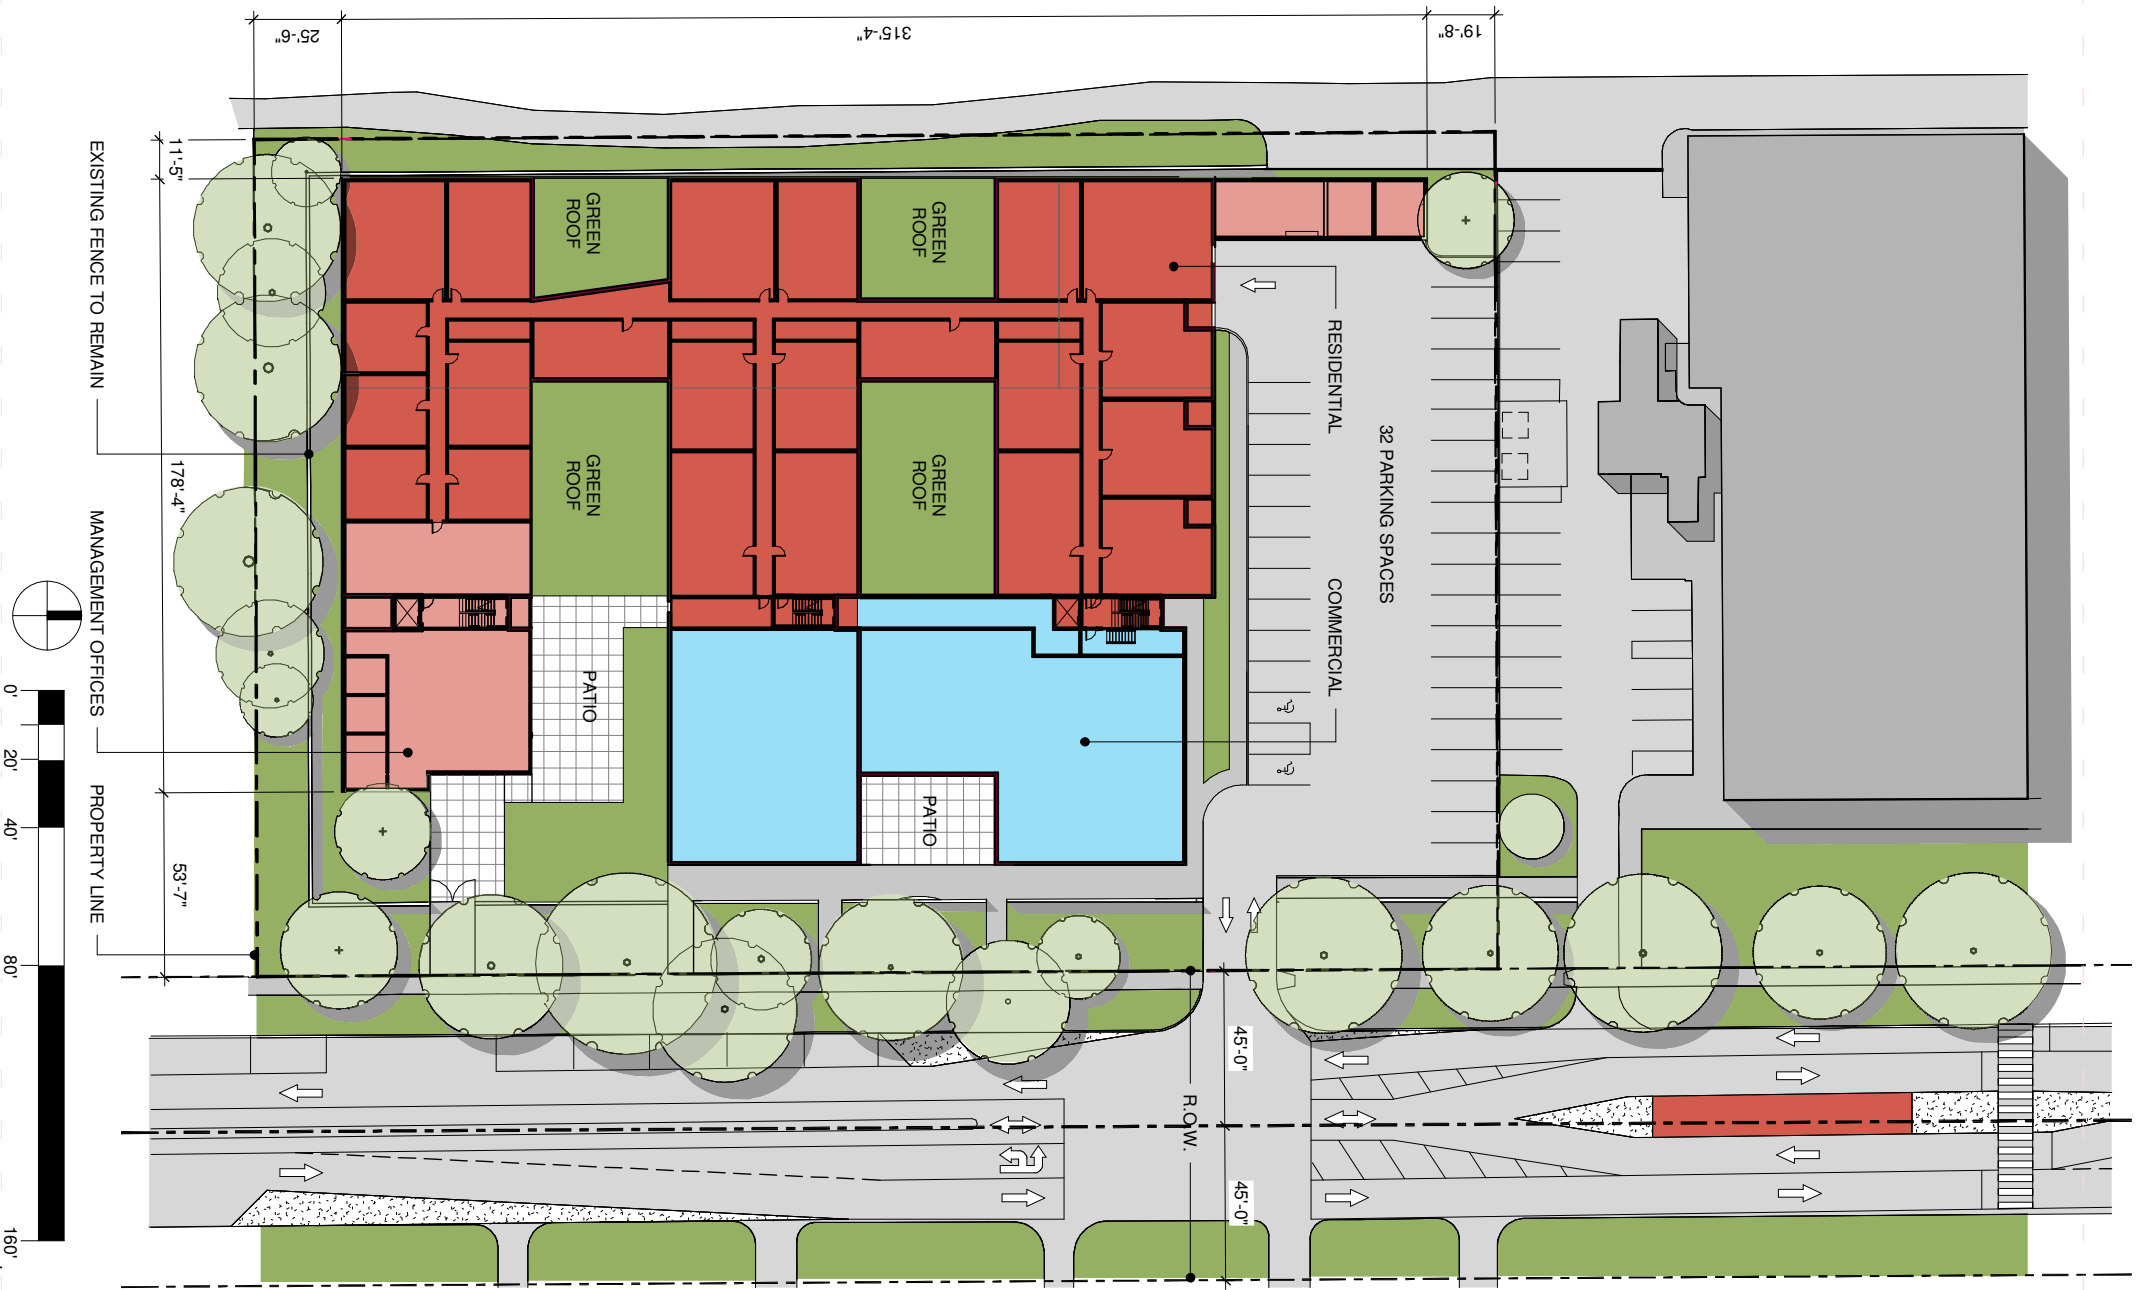 25'-6"
315'-4"
19'-8"
11'-5"
178'-4"
53'-7"
EXISTING FENCE TO REMAIN
MANAGEMENT OFFICES
PROPERTY LINE
GREEN
ROOF
GREEN
ROOF
GREEN
ROOF
GREEN
ROOF
PATIO
PATIO
RESIDENTIAL
COMMERCIAL
32 PARKING SPACES
R.O.W.
45'-0"
45'-0"
0'
20'
40'
80'
160'